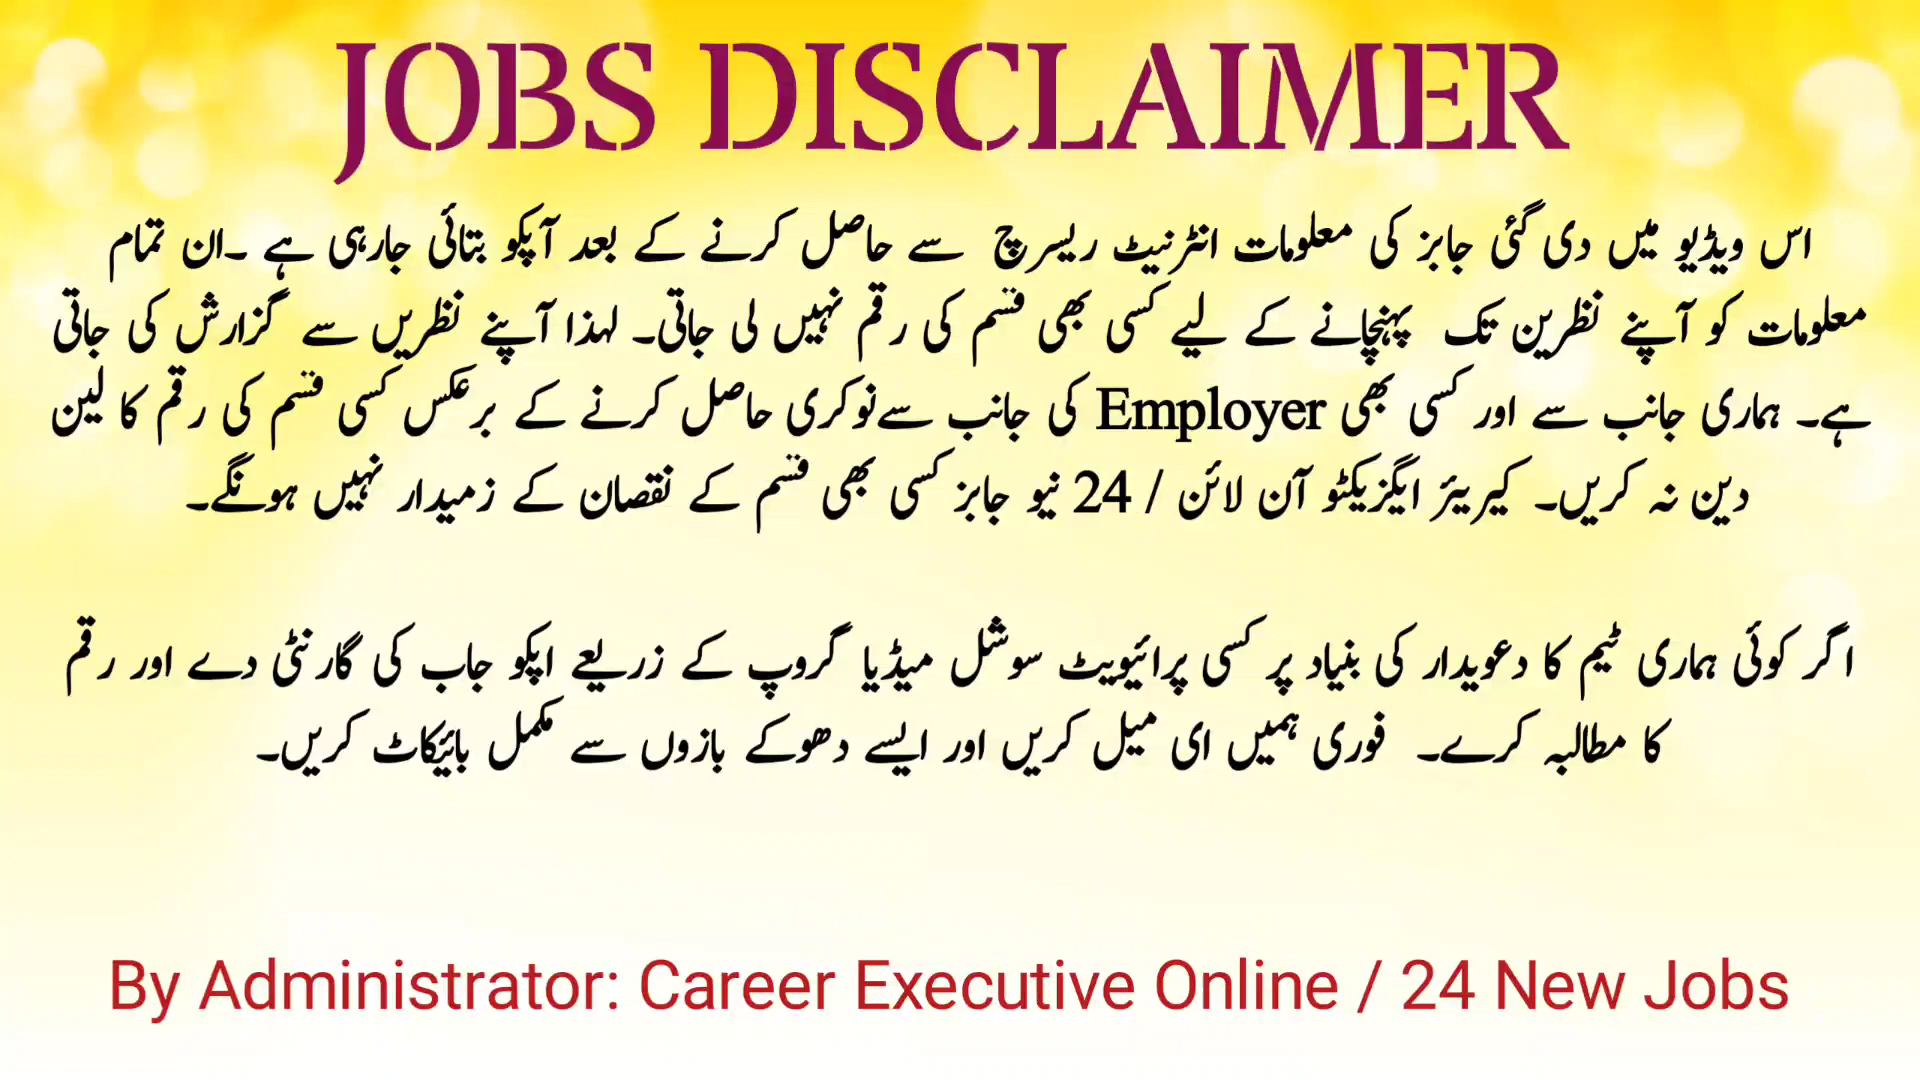 JOBS DISCLAIMER
اس ویڈیو میں دی گئی جابز کی معلومات انٹرنیٹ ریسرچ سے حاصل کرنے کے بعد آپکو بتائی جارہی ہے ۔ان تمام
معلومات کو آپنے نظرین تک پہنچانے کے لیے کسی بھی قسم کی رقم نہیں لی جاتی۔ لہذا آپنے نظریں سے گزارش کی جاتی
ہے۔ ہماری جانب سے اور کسی بھی Employer کی جانب سےنوکری حاصل کرنے کے برعکس کسی قسم کی رقم کا لین
دین نہ کریں۔ کیریئر ایگزیکٹو آن لائن / 24 نیو جابز کسی بھی قسم کے نقصان کے زمیدار نہیں ہونگے۔
اگر کوئی ہماری ٹیم کا دعویدار کی بنیاد پر کسی پرائیویٹ سوشل میڈیا گروپ کے زریعے اپکو جاب کی گارنٹی دے اور رقم
کا مطالبہ کرے۔ فوری ہمیں ای میل کریں اور ایسے دھوکے بازوں سے مکمل بائیکاٹ کریں۔
By Administrator: Career Executive Online / 24 New Jobs